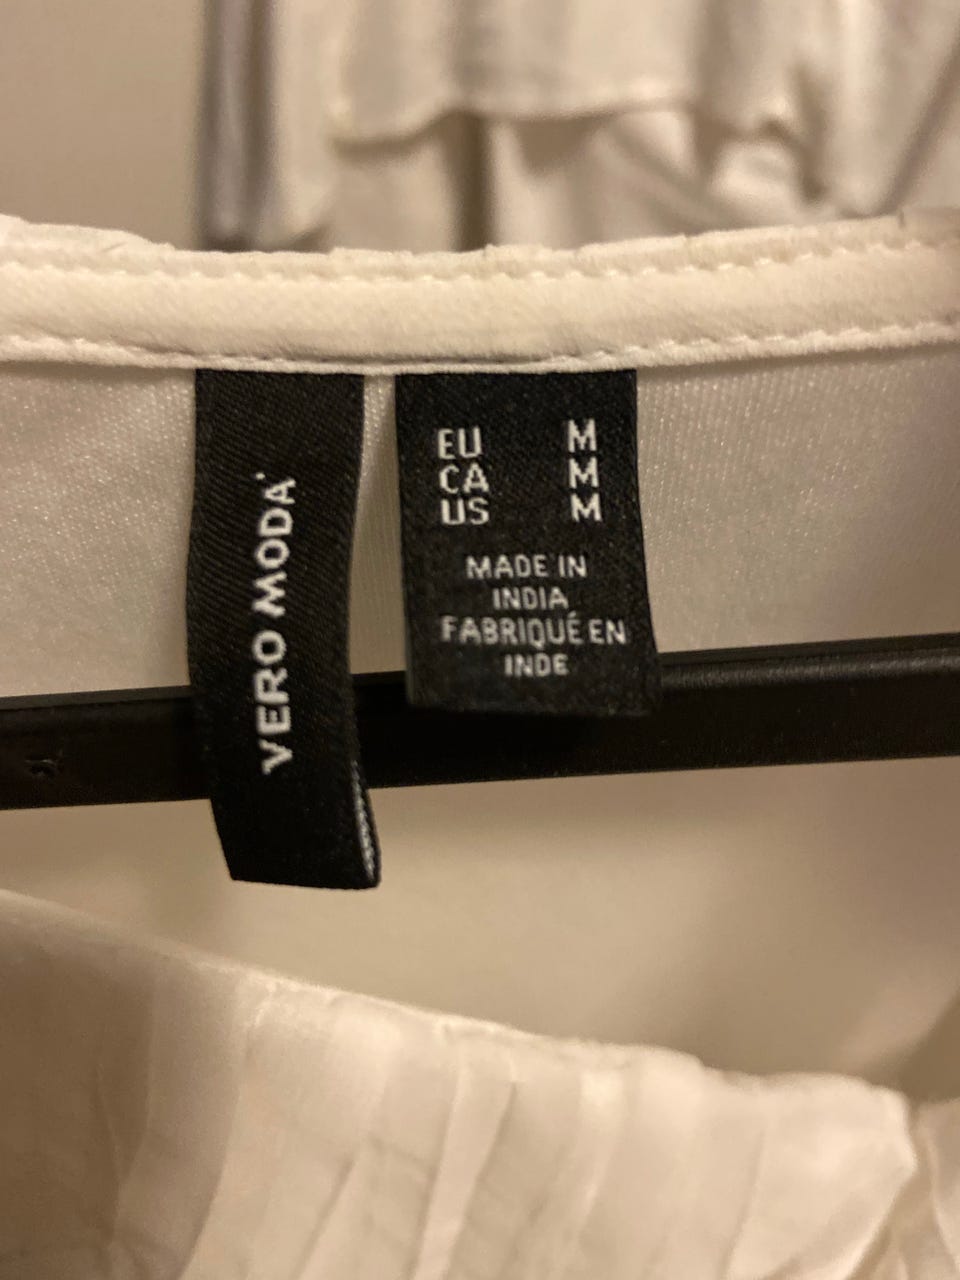 VERO MODA
EU M
CA M
US M
MADE IN
INDIA
FABRIQUÉ EN
INDE